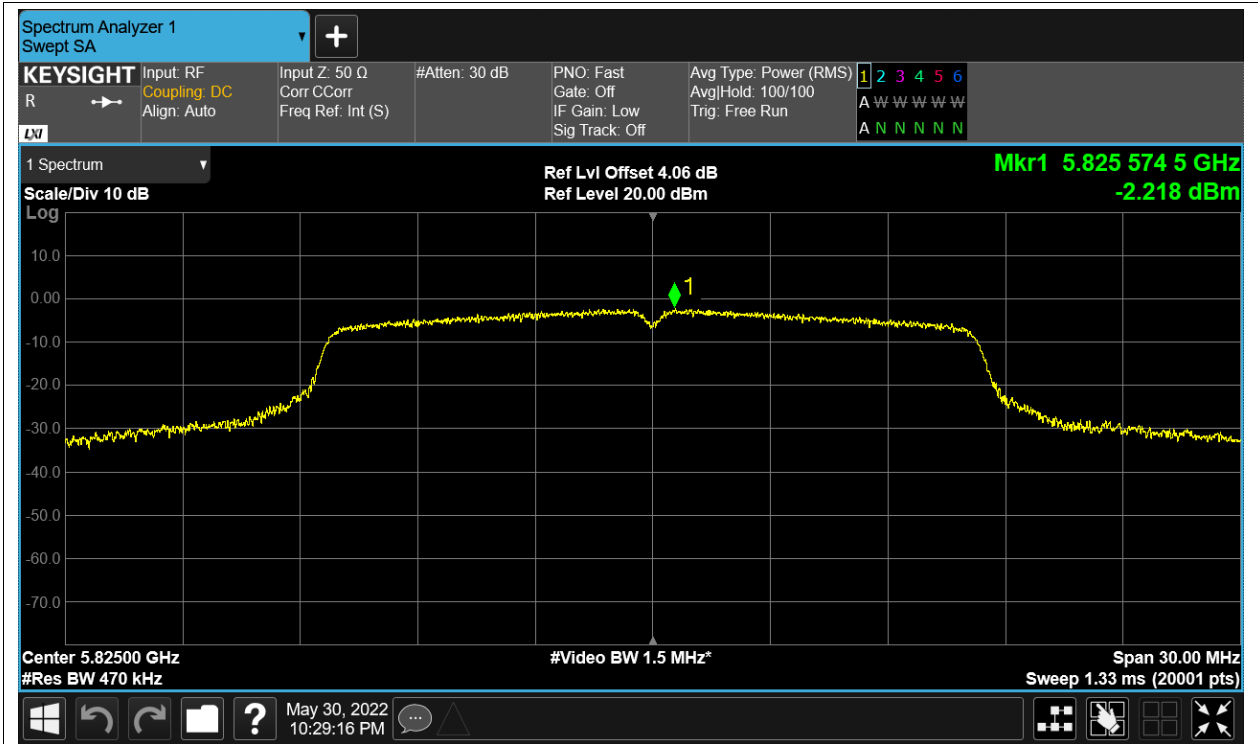 Spectrum Analyzer 1
Swept SA
KEYSIGHT
R
LXI
Input: RF
Coupling: DC
Align: Auto
Input Z: 50 Ω
Corr CCorr
Freq Ref: Int (S)
#Atten: 30 dB
PNO: Fast
Gate: Off
IF Gain: Low
Sig Track: Off
Avg Type: Power (RMS)
Avg|Hold: 100/100
Trig: Free Run
1 2 3 4 5 6
A W W W W W
A N N N N N
1 Spectrum
Scale/Div 10 dB
Log
Ref Lvl Offset 4.06 dB
Ref Level 20.00 dBm
Mkr1 5.825 574 5 GHz
-2.218 dBm
10.0
0.00
-10.0
-20.0
-30.0
-40.0
-50.0
-60.0
-70.0
1
Center 5.82500 GHz
#Res BW 470 kHz
#Video BW 1.5 MHz*
Span 30.00 MHz
Sweep 1.33 ms (20001 pts)
?
May 30, 2022
10:29:16 PM